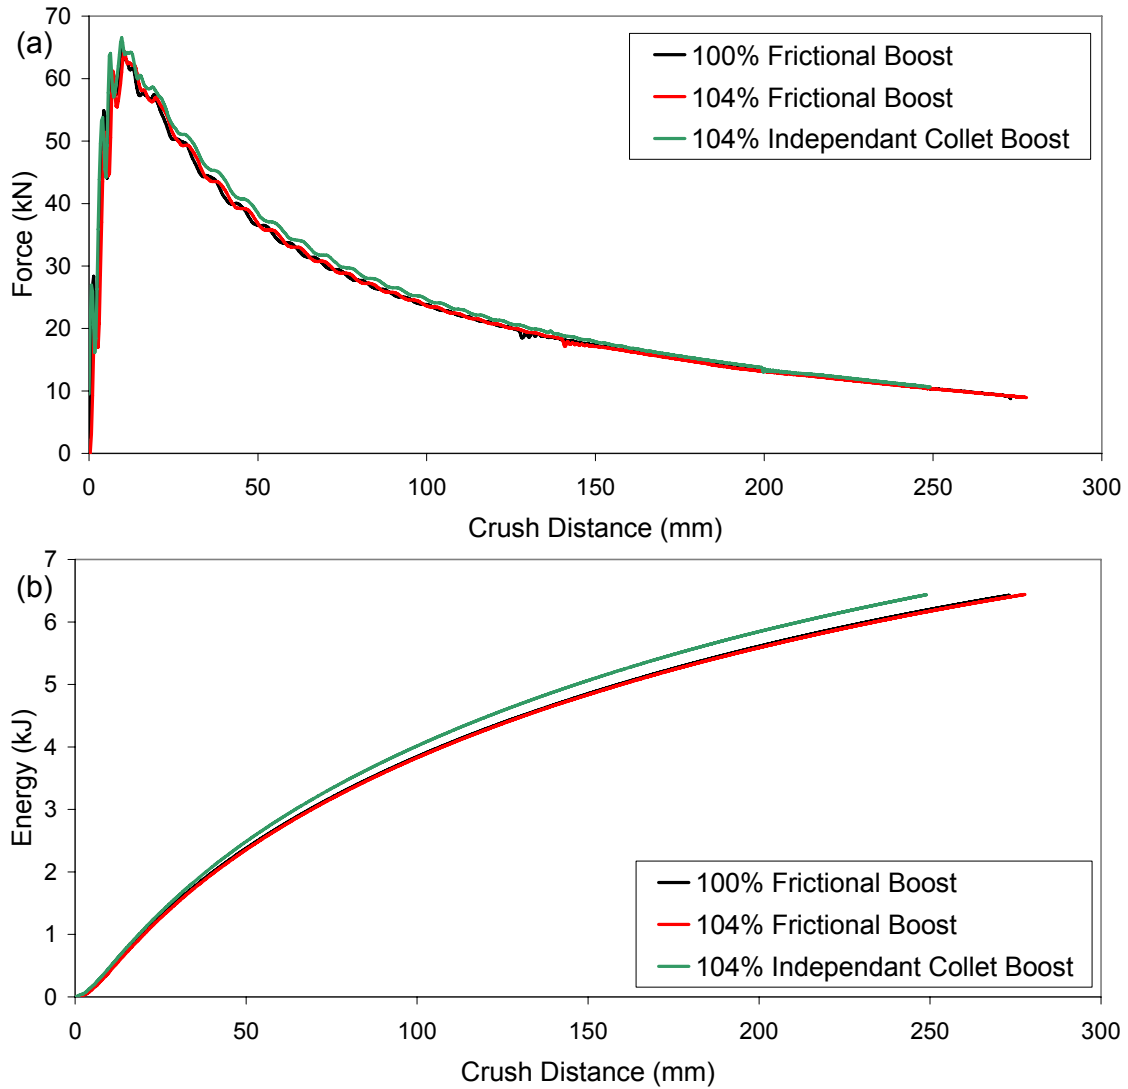 (a)
70
60
50
40
30
20
10
0
Force (kN)
100% Frictional Boost
104% Frictional Boost
104% Independant Collet Boost
0 50 100 150 200 250 300
Crush Distance (mm)
(b)
7
6
5
4
3
2
1
0
Energy (kJ)
100% Frictional Boost
104% Frictional Boost
104% Independant Collet Boost
0 50 100 150 200 250 300
Crush Distance (mm)